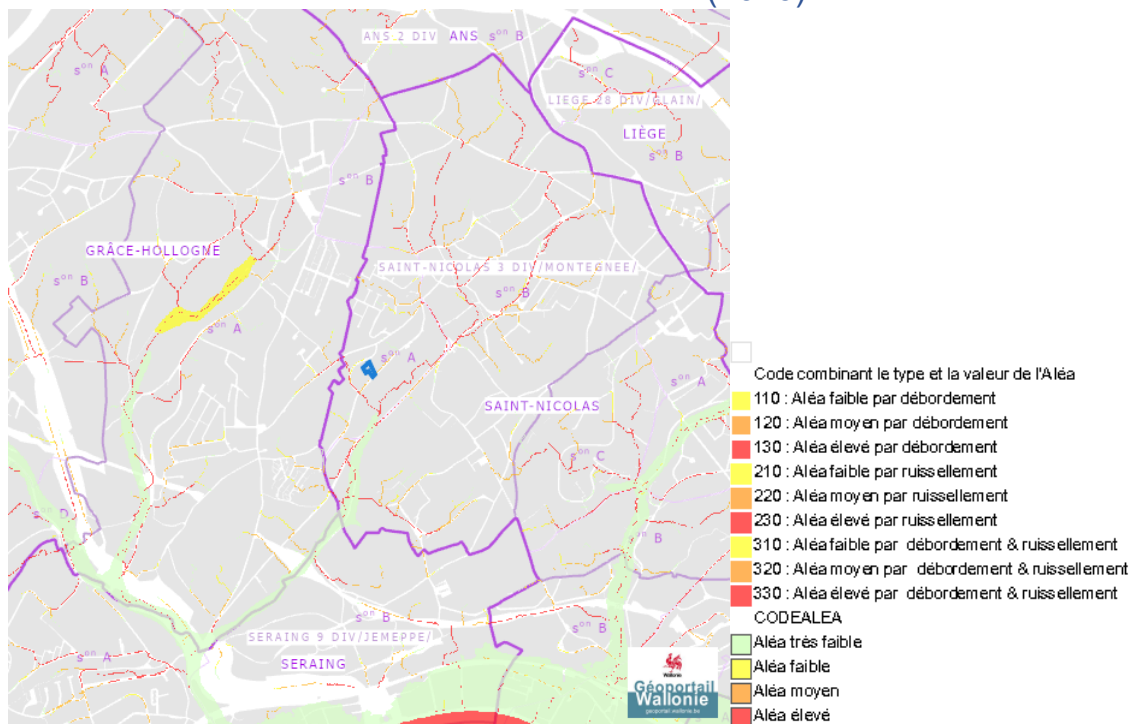 ANS 2 DIV ANS sᵒⁿ B
sᵒⁿ A
sᵒⁿ C
LIEGE 28 DIV/GLAIN/
LIÈGE
sᵒⁿ B
sᵒⁿ B
GRÂCE-HOLLOGNE
SAINT-NICOLAS 3 DIV/MONTEGNEE/
sᵒⁿ B
sᵒⁿ B
sᵒⁿ A
sᵒⁿ A
sᵒⁿ A
SAINT-NICOLAS
sᵒⁿ C
sᵒⁿ D
sᵒⁿ B
sᵒⁿ B
sᵒⁿ B
SERAING 9 DIV/JEMEPPE/
sᵒⁿ A
SERAING
Wallonie
Géoportail
Wallonie
geoportail.wallonie.be
Code combinant le type et la valeur de l'Aléa
110 : Aléa faible par débordement
120 : Aléa moyen par débordement
130 : Aléa élevé par débordement
210 : Aléa faible par ruissellement
220 : Aléa moyen par ruissellement
230 : Aléa élevé par ruissellement
310 : Aléa faible par débordement & ruissellement
320 : Aléa moyen par débordement & ruissellement
330 : Aléa élevé par débordement & ruissellement
CODEALEA
Aléa très faible
Aléa faible
Aléa moyen
Aléa élevé